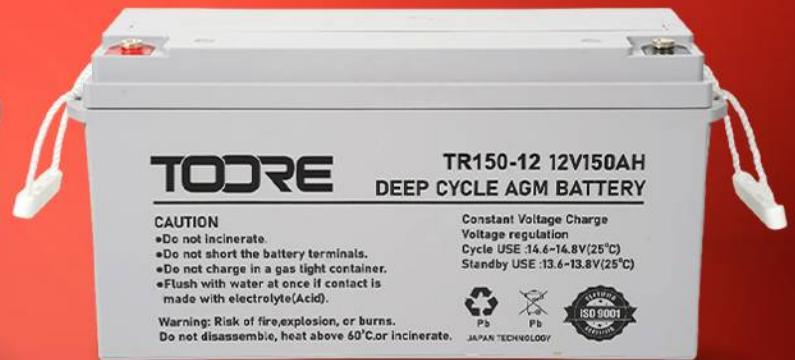 TODRE
TR150-12 12V150AH
DEEP CYCLE AGM BATTERY
CAUTION
●Do not incinerate.
●Do not short the battery terminals.
●Do not charge in a gas tight container.
●Flush with water at once if contact is
made with electrolyte(Acid).
Warning: Risk of fire,explosion, or burns.
Do not disassemble, heat above 60°C.or incinerate.
Constant Voltage Charge
Voltage regulation
Cycle USE :14.6-14.8V(25°C)
Standby USE :13.6-13.8V(25°C)
Pb
Pb
CERTIFIED
ISO 9001
CERTIFIED
JAPAN TECHNOLOGY